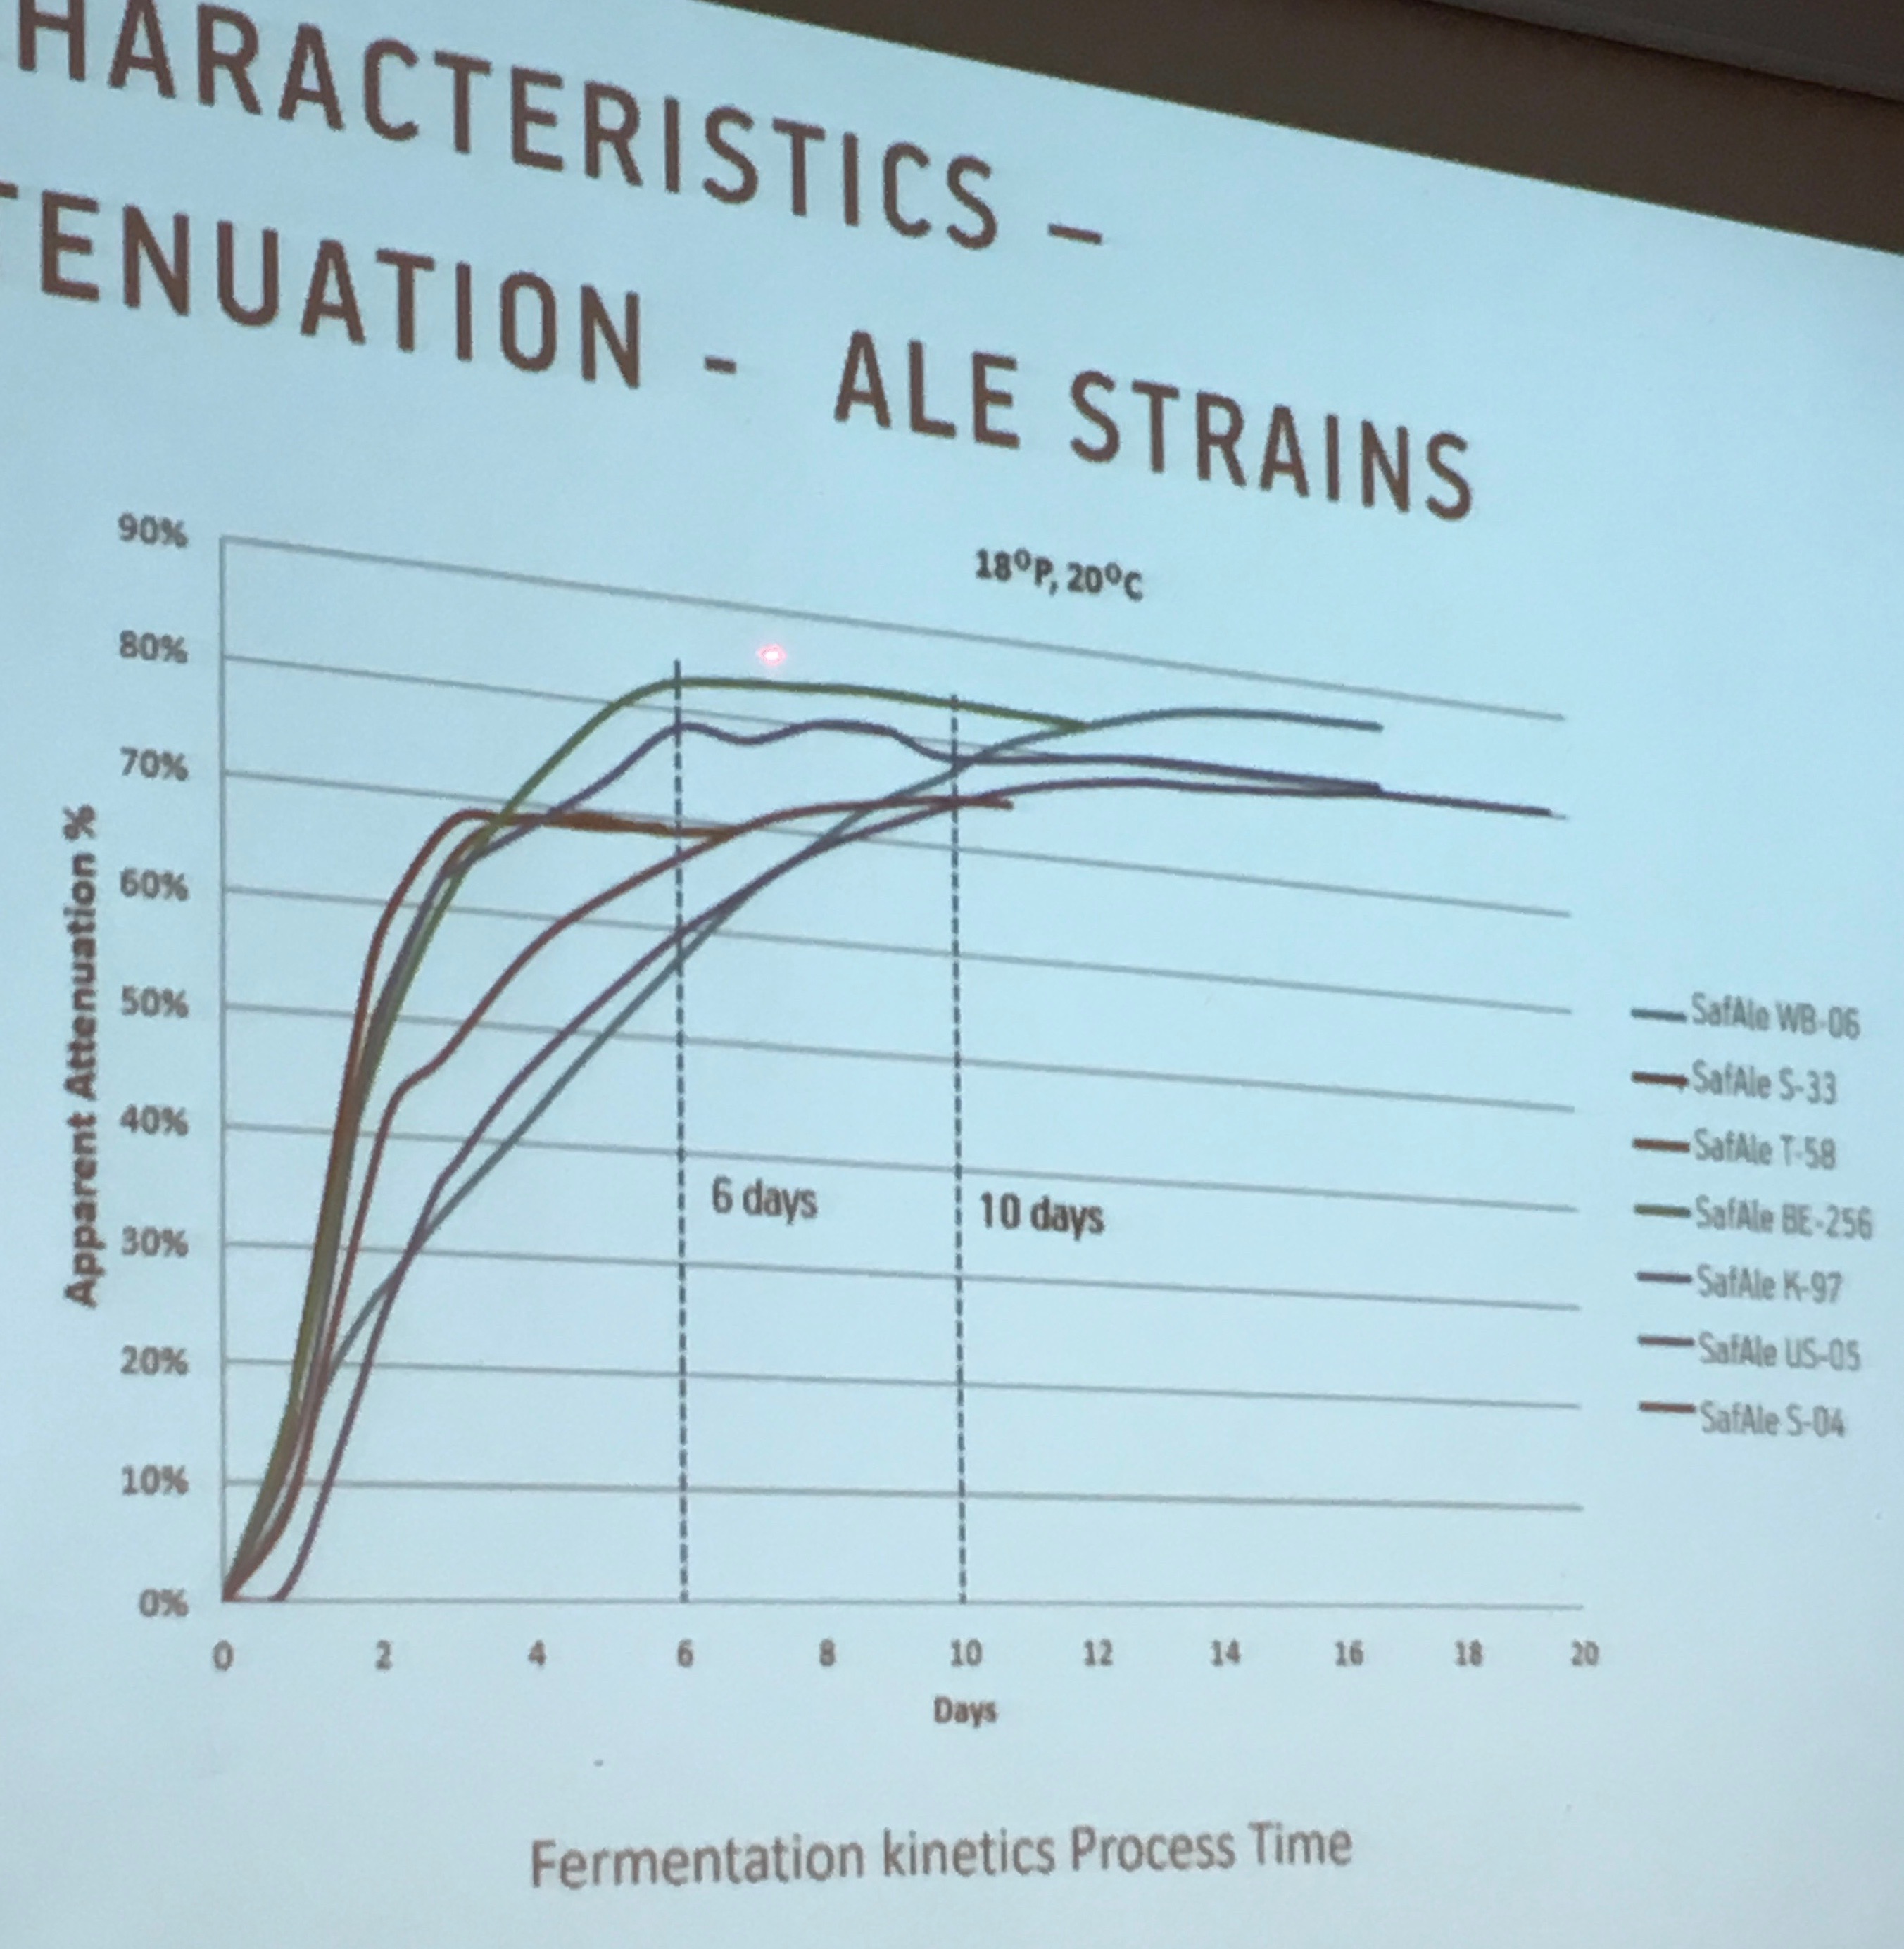 HARACTERISTICS –
TENUATION - ALE STRAINS
18°P, 20°C
90%
80%
70%
60%
50%
40%
30%
20%
10%
0%
Apparent Attenuation %
6 days
10 days
SafAle WB-06
SafAle S-33
SafAle T-58
SafAle BE-256
SafAle K-97
SafAle US-05
SafAle S-04
0 2 4 6 8 10 12 14 16 18 20
Days
Fermentation kinetics Process Time